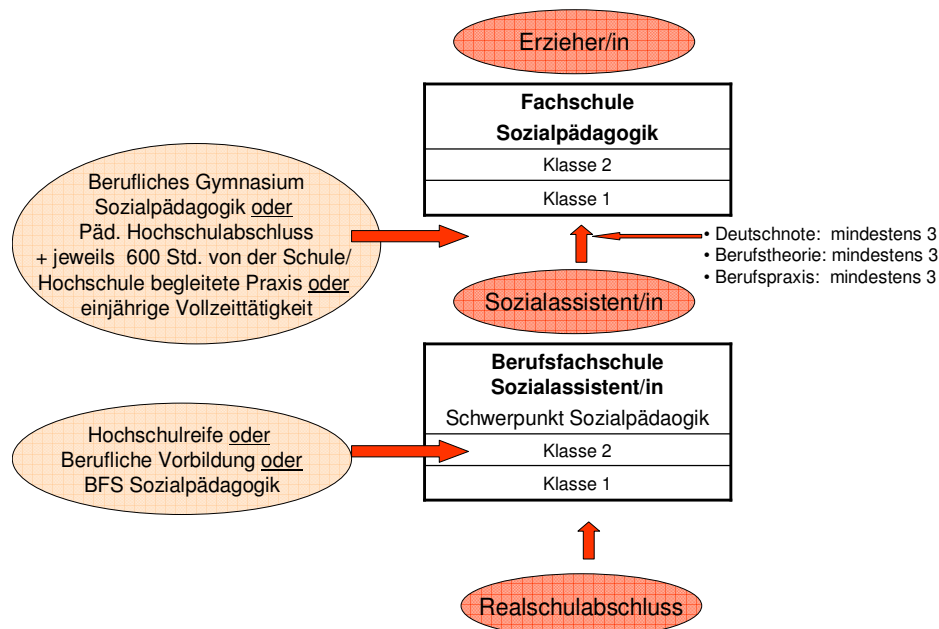 Erzieher/in
Fachschule
Sozialpädagogik
Klasse 2
Klasse 1
Berufliches Gymnasium
Sozialpädagogik oder
Päd. Hochschulabschluss
+ jeweils 600 Std. von der Schule/
Hochschule begleitete Praxis oder
einjährige Vollzeittätigkeit
• Deutschnote: mindestens 3
• Berufstheorie: mindestens 3
• Berufspraxis: mindestens 3
Sozialassistent/in
Berufsfachschule
Sozialassistent/in
Schwerpunkt Sozialpädaogik
Klasse 2
Klasse 1
Hochschulreife oder
Berufliche Vorbildung oder
BFS Sozialpädagogik
Realschulabschluss